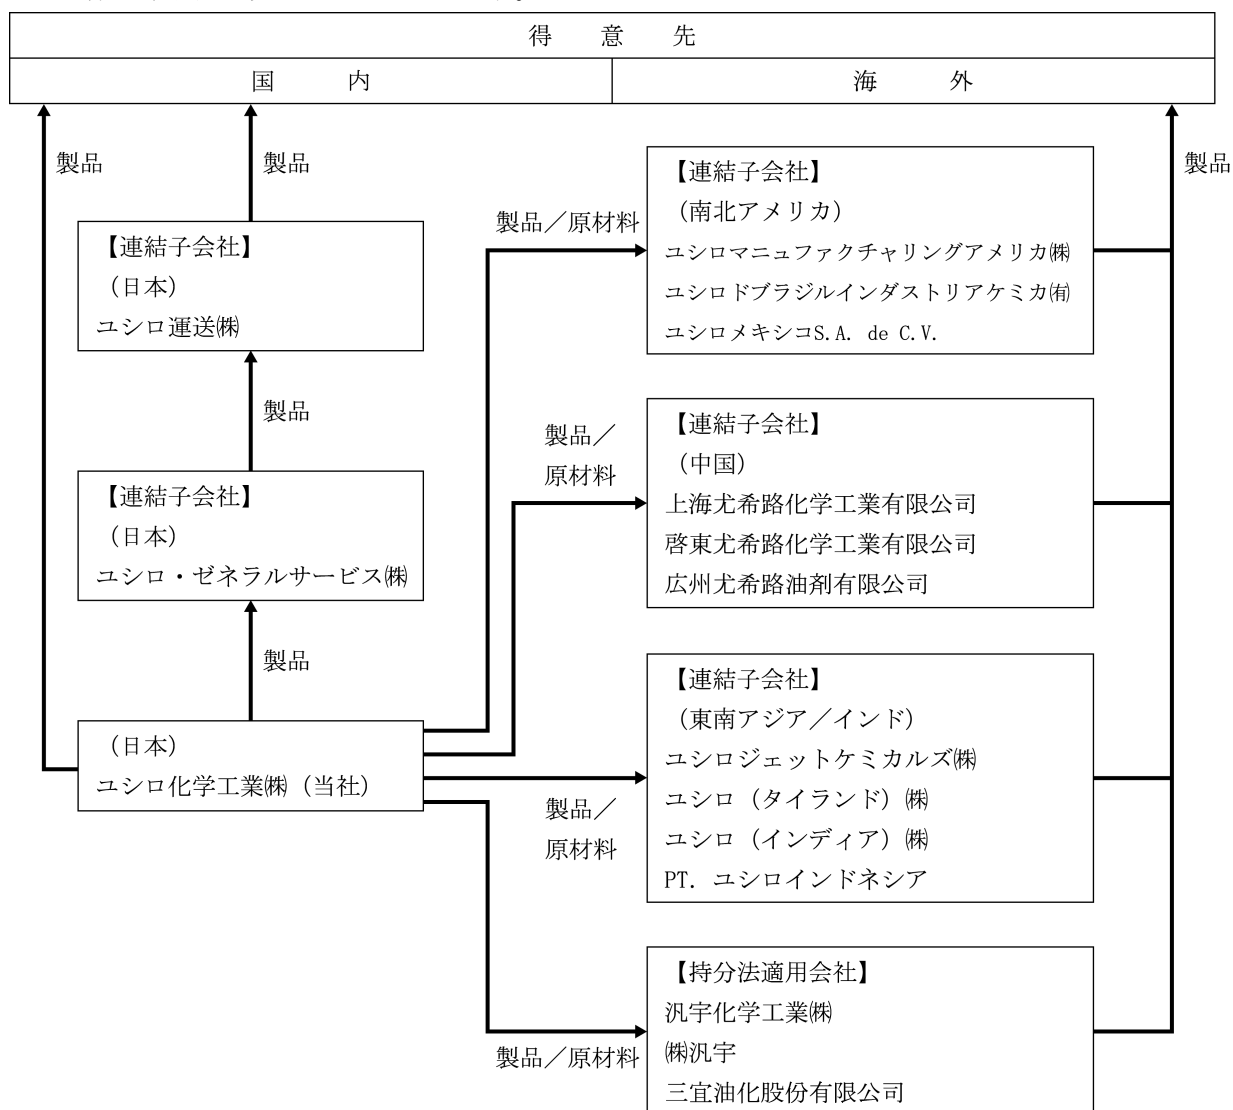 得 意 先
国 内
海 外
製品
製品
【連結子会社】
(日本)
ユシロ運送㈱
製品
【連結子会社】
(日本)
ユシロ・ゼネラルサービス㈱
製品
(日本)
ユシロ化学工業㈱(当社)
製品/原材料
【連結子会社】
(南北アメリカ)
ユシロマニュファクチャリングアメリカ㈱
ユシロドブラジルインダストリアケミカ㈲
ユシロメキシコS.A. de C.V.
製品
製品/
原材料
【連結子会社】
(中国)
上海尤希路化学工業有限公司
啓東尤希路化学工業有限公司
広州尤希路油剤有限公司
製品/
原材料
【連結子会社】
(東南アジア/インド)
ユシロジェットケミカルズ㈱
ユシロ(タイランド)㈱
ユシロ(インディア)㈱
PT. ユシロインドネシア
製品/原材料
【持分法適用会社】
汎宇化学工業㈱
㈱汎宇
三宜油化股份有限公司